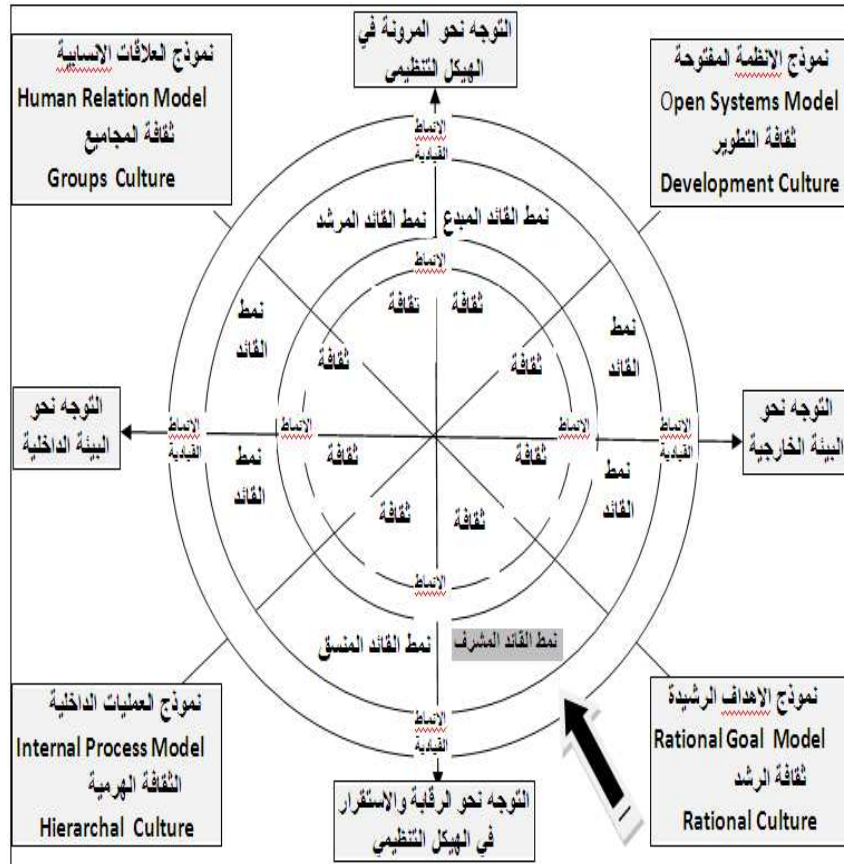 التوجه نحو المرونة في
الهيكل التنظيمي
نموذج العلاقات الانسابية
Human Relation Model
ثقافة المجاميع
Groups Culture
نموذج الانظمة المفتوحة
Open Systems Model
ثقافة التطوير
Development Culture
الانماط
القيادية
نمط القائد المبدع
نمط القائد المرشد
الانماط
ثقافة
ثقافة
نمط
القائد
ثقافة
ثقافة
نمط
القائد
التوجه نحو
البيئة الخارجية
الانماط
القيادية
الانماط
الانماط
الانماط
القيادية
التوجه نحو
البيئة الداخلية
نمط
القائد
ثقافة
ثقافة
نمط
القائد
ثقافة
ثقافة
الانماط
نمط القائد المشرف
نمط القائد المنسق
الانماط
القيادية
نموذج الاهداف الرشيدة
Rational Goal Model
ثقافة الرشد
Rational Culture
نموذج العمليات الداخلية
Internal Process Model
الثقافة الهرمية
Hierarchal Culture
التوجه نحو الرقابة والاستقرار
في الهيكل التنظيمي